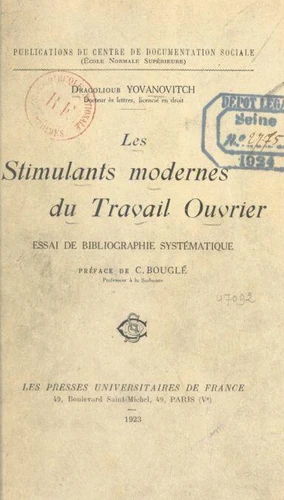 PUBLICATIONS DU CENTRE DE DOCUMENTATION SOCIALE
(ÉCOLE NORMALE SUPÉRIEURE)
DRAGOLIOUB YOVANOVITCH
Docteur ès lettres, licencié en droit
DEPOT LEGA
Seine
1924
Les
Stimulants modernes
du Travail Ouvrier
ESSAI DE BIBLIOGRAPHIE SYSTÉMATIQUE
PRÉFACE DE C. BOUGLÉ
Professeur à la Sorbonne
47092
LES PRESSES UNIVERSITAIRES DE FRANCE
49, Boulevard Saint-Michel, 49, PARIS (Vᵉ)
1923